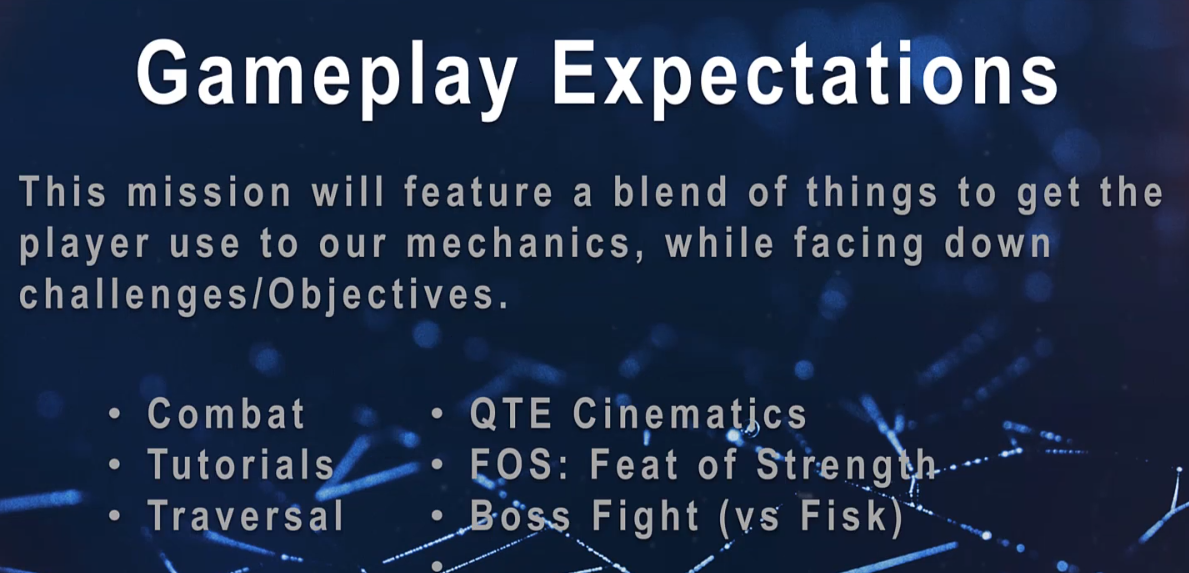 Gameplay Expectations
This mission will feature a blend of things to get the
player use to our mechanics, while facing down
challenges/Objectives.
• Combat
• Tutorials
• Traversal
• QTE Cinematics
• FOS: Feat of Strength
• Boss Fight (vs Fisk)
•